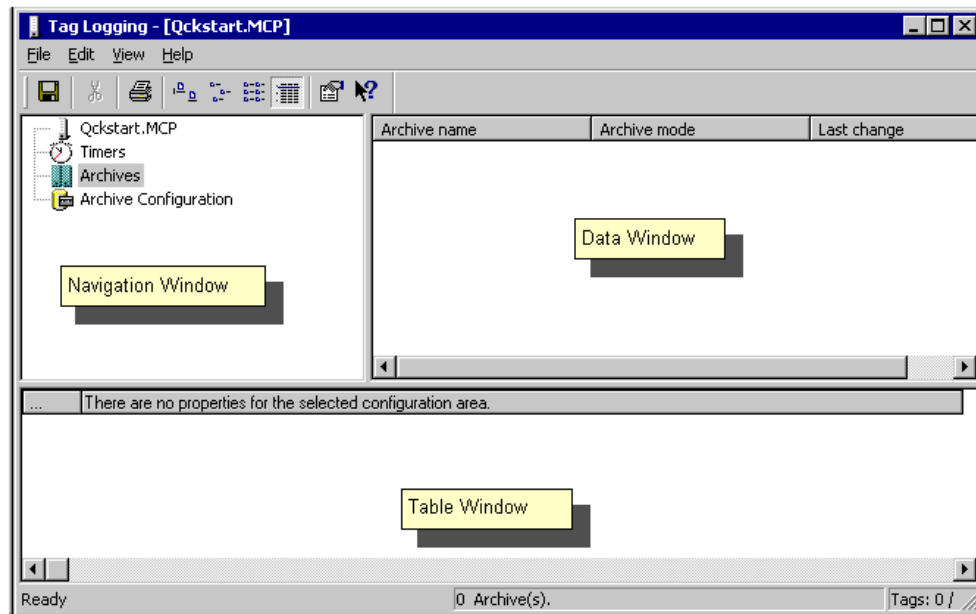 Tag Logging - [Qckstart.MCP]
File Edit View Help
Qckstart.MCP
Timers
Archives
Archive Configuration
Navigation Window
Archive name Archive mode Last change
Data Window
... There are no properties for the selected configuration area.
Table Window
Ready 0 Archive(s). Tags: 0 /